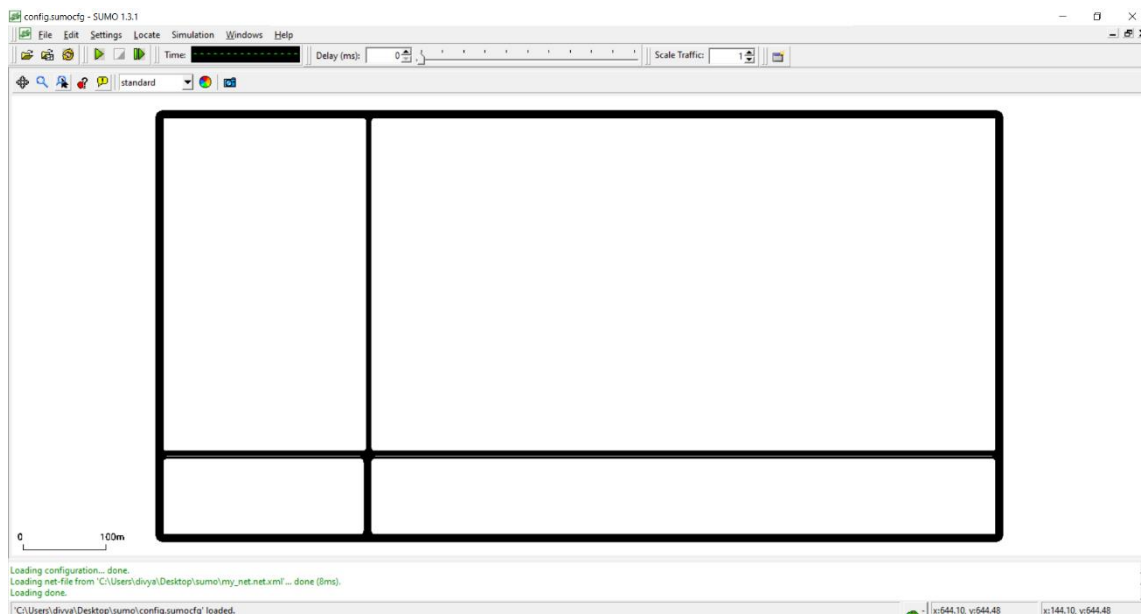 config.sumocfg - SUMO 1.3.1
File Edit Settings Locate Simulation Windows Help
Time: Delay (ms): 0 Scale Traffic: 1
standard
0 100m
Loading configuration... done.
Loading net-file from 'C:\Users\divya\Desktop\sumo\my_net.net.xml'... done (8ms).
Loading done.
'C:\Users\divya\Desktop\sumo\config.sumocfg' loaded. x:644.10, y:644.48 x:144.10, y:644.48